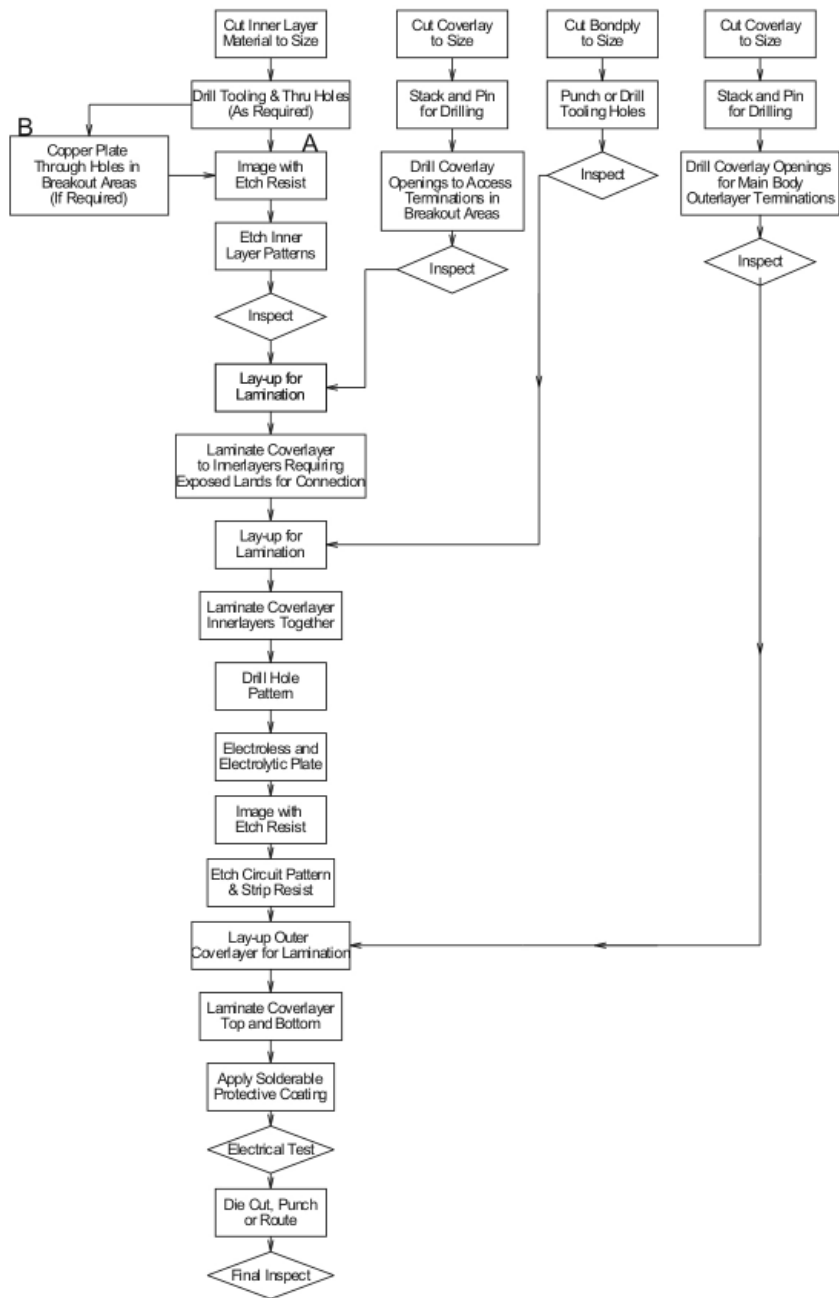 Cut Inner Layer
Material to Size
Cut Coverlay
to Size
Cut Bondply
to Size
Cut Coverlay
to Size
Drill Tooling & Thru Holes
(As Required)
Stack and Pin
for Drilling
Punch or Drill
Tooling Holes
Stack and Pin
for Drilling
B
Copper Plate
Through Holes in
Breakout Areas
(If Required)
A
Image with
Etch Resist
Drill Coverlay
Openings to Access
Terminations in
Breakout Areas
Inspect
Drill Coverlay Openings
for Main Body
Outerlayer Terminations
Etch Inner
Layer Patterns
Inspect
Inspect
Inspect
Lay-up for
Lamination
Laminate Coverlayer
to Innerlayers Requiring
Exposed Lands for Connection
Lay-up for
Lamination
Laminate Coverlayer
Innerlayers Together
Drill Hole
Pattern
Electroless and
Electrolytic Plate
Image with
Etch Resist
Etch Circuit Pattern
& Strip Resist
Lay-up Outer
Coverlayer for Lamination
Laminate Coverlayer
Top and Bottom
Apply Solderable
Protective Coating
Electrical Test
Die Cut, Punch
or Route
Final Inspect